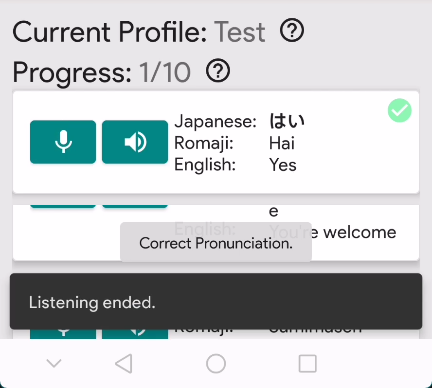 Current Profile: Test
Progress: 1/10
Japanese: はい
Romaji: Hai
English: Yes
e
English: You're welcome
Correct Pronunciation.
Listening ended.
Romaji: